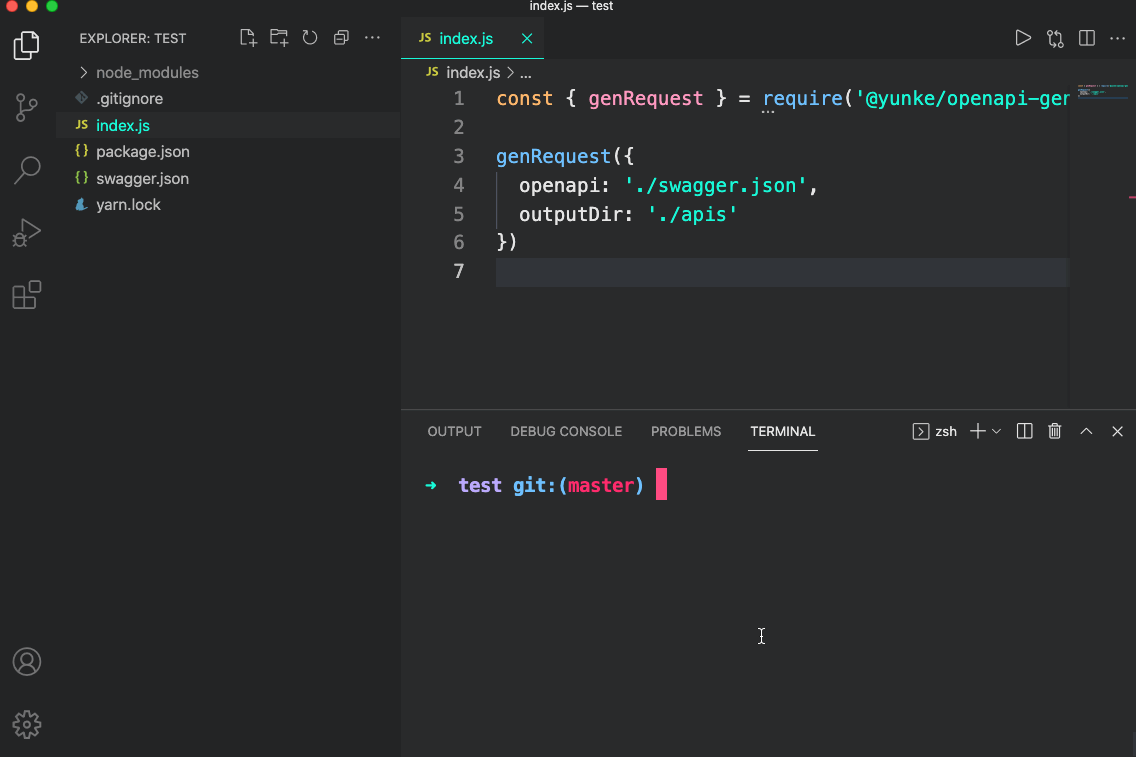 index.js — test
EXPLORER: TEST
node_modules
.gitignore
JS index.js
{} package.json
{} swagger.json
yarn.lock
JS index.js
JS index.js > ...
1 const { genRequest } = require('@yunke/openapi-ger
2
3 genRequest({
4 openapi: './swagger.json',
5 outputDir: './apis'
6 })
7
OUTPUT DEBUG CONSOLE PROBLEMS TERMINAL zsh
➜ test git:(master)